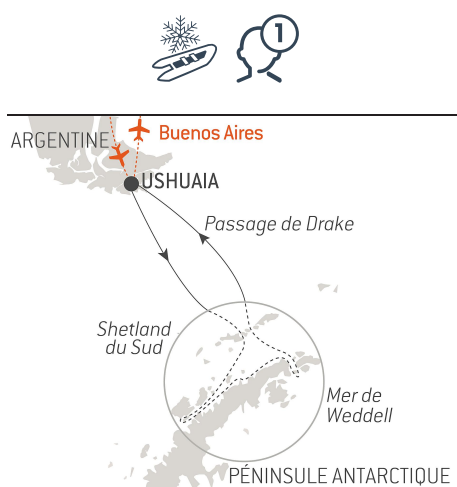 1
ARGENTINE
Buenos Aires
USHUAIA
Passage de Drake
Shetland
du Sud
Mer de
Weddell
PÉNINSULE ANTARCTIQUE